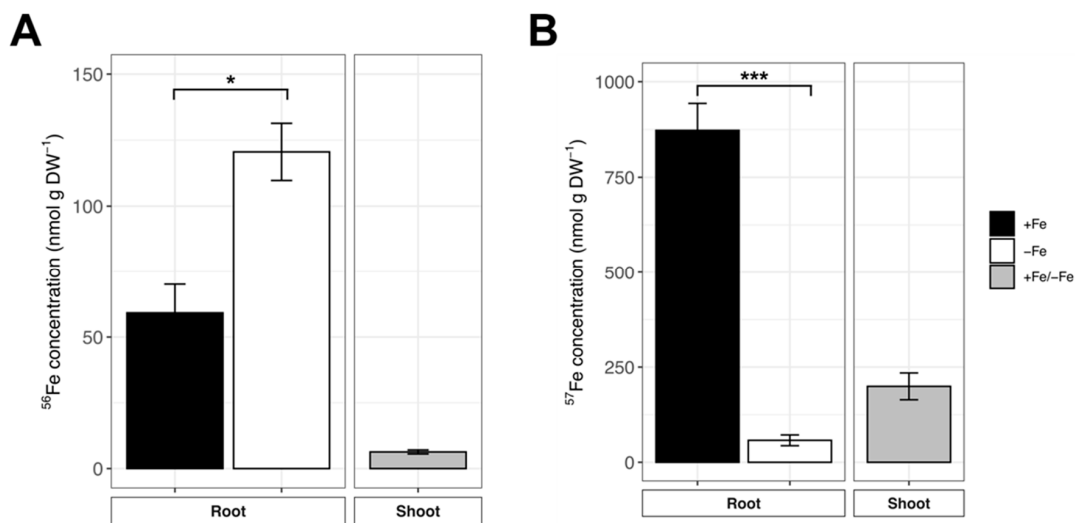 A
B
⁵⁶Fe concentration (nmol g DW⁻¹)
150
100
50
0
*
Root
Shoot
⁵⁷Fe concentration (nmol g DW⁻¹)
1000
750
500
250
0
***
Root
Shoot
+Fe
−Fe
+Fe/−Fe